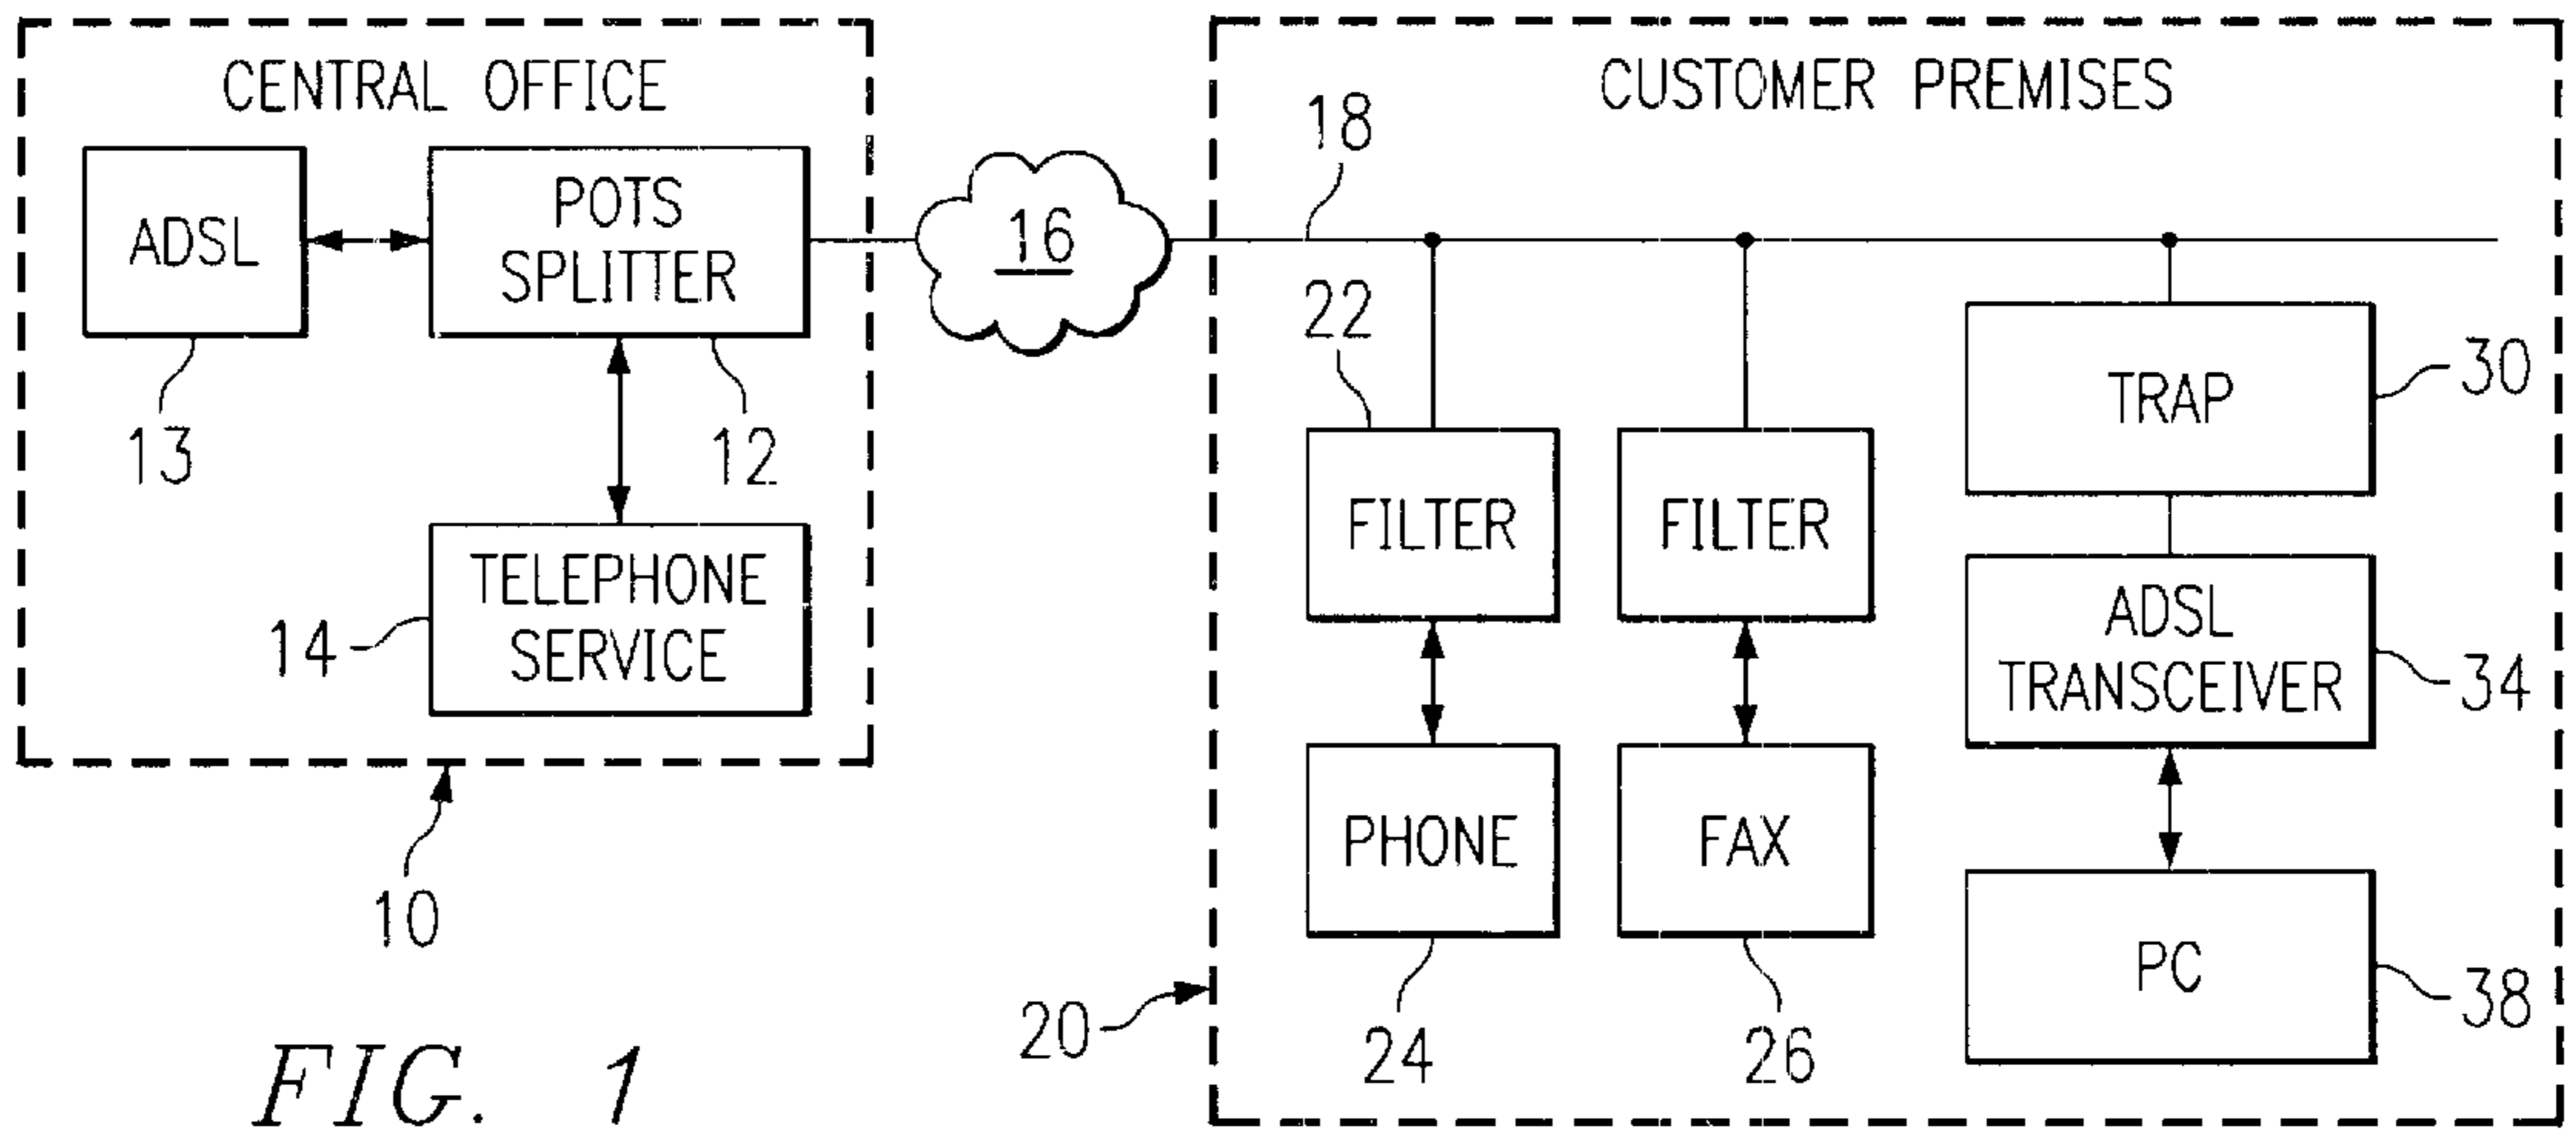 CENTRAL OFFICE
ADSL
POTS
SPLITTER
13
12
TELEPHONE
SERVICE
14
10
16
CUSTOMER PREMISES
18
22
FILTER
FILTER
PHONE
FAX
24
26
20
TRAP
30
ADSL
TRANSCEIVER
34
PC
38
FIG. 1